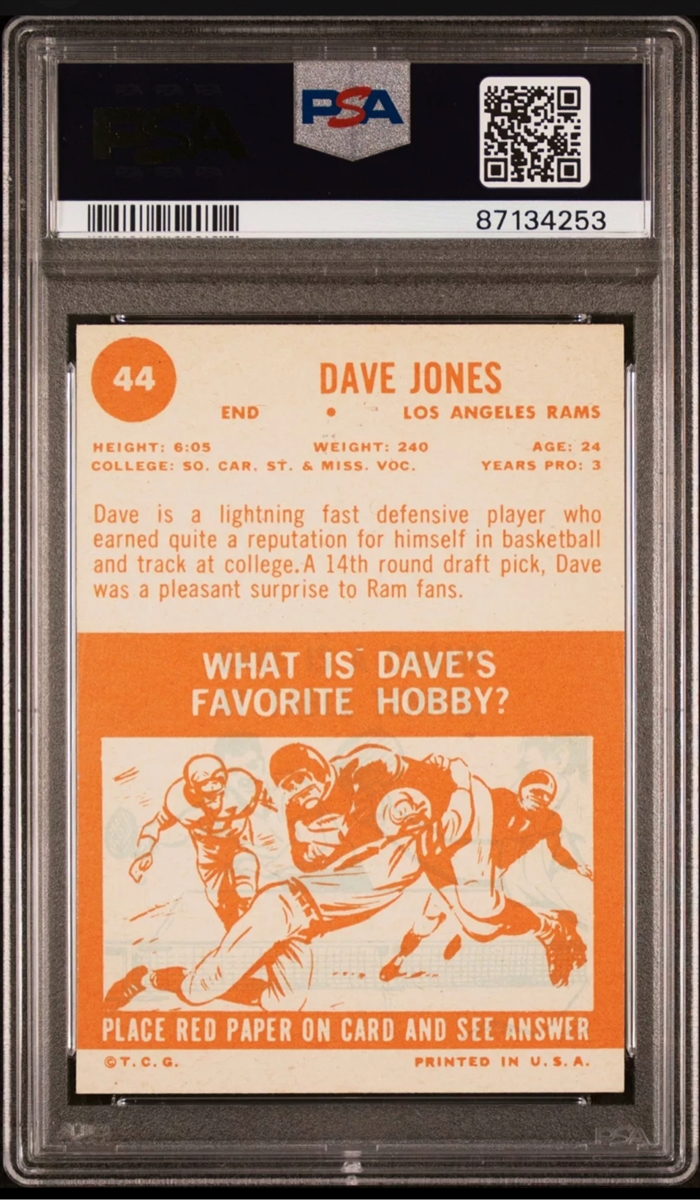 PSA
PSA
87134253
44
DAVE JONES
END • LOS ANGELES RAMS
HEIGHT: 6:05 WEIGHT: 240 AGE: 24
COLLEGE: SO. CAR. ST. & MISS. VOC. YEARS PRO: 3
Dave is a lightning fast defensive player who
earned quite a reputation for himself in basketball
and track at college.A 14th round draft pick, Dave
was a pleasant surprise to Ram fans.
WHAT IS DAVE'S
FAVORITE HOBBY?
PLACE RED PAPER ON CARD AND SEE ANSWER
©T.C.G. PRINTED IN U.S.A.
PSA